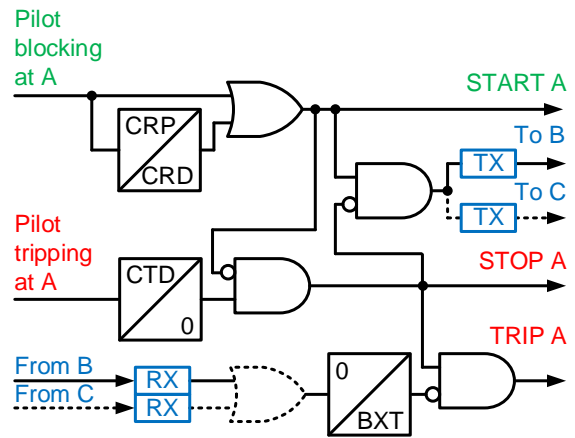 Pilot
blocking
at A
START A
CRP
CRD
To B
TX
To C
TX
Pilot
tripping
at A
CTD
0
STOP A
TRIP A
From B
RX
From C
RX
0
BXT